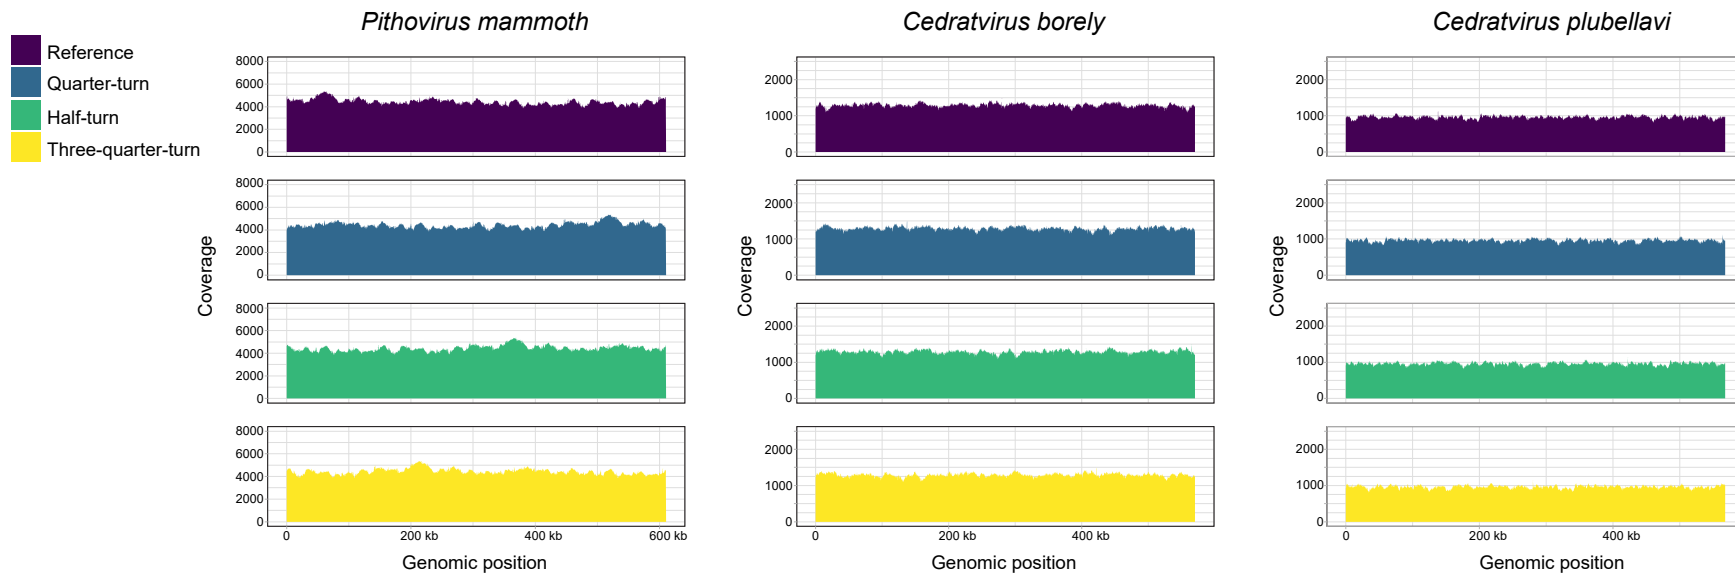 Pithovirus mammoth
Cedratvirus borely
Cedratvirus plubellavi
Reference
Quarter-turn
Half-turn
Three-quarter-turn
8000
6000
4000
2000
0
8000
6000
4000
2000
0
8000
6000
4000
2000
0
8000
6000
4000
2000
0
Coverage
0
200 kb
400 kb
600 kb
Genomic position
2000
1000
0
2000
1000
0
2000
1000
0
2000
1000
0
Coverage
0
200 kb
400 kb
Genomic position
2000
1000
0
2000
1000
0
2000
1000
0
2000
1000
0
Coverage
0
200 kb
400 kb
Genomic position